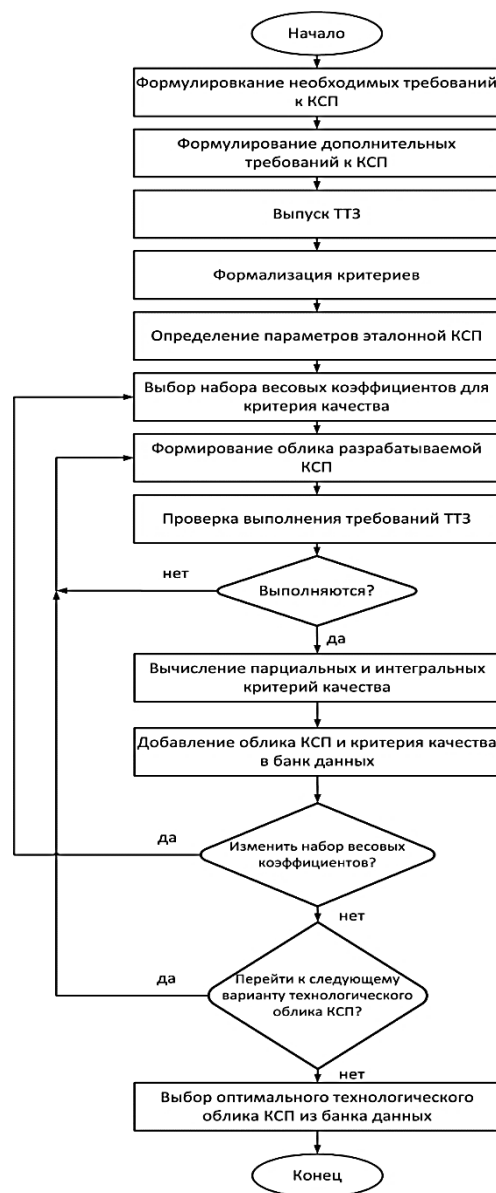 Начало
Формулировкание необходимых требований
к КСП
Формулирование дополнительных
требований к КСП
Выпуск ТТЗ
Формализация критериев
Определение параметров эталонной КСП
Выбор набора весовых коэффициентов для
критерия качества
Формирование облика разрабатываемой
КСП
Проверка выполнения требований ТТЗ
нет
Выполняются?
да
Вычисление парциальных и интегральных
критерий качества
Добавление облика КСП и критерия качества
в банк данных
да
Изменить набор весовых
коэффициентов?
нет
да
Перейти к следующему
варианту технологического
облика КСП?
нет
Выбор оптимального технологического
облика КСП из банка данных
Конец